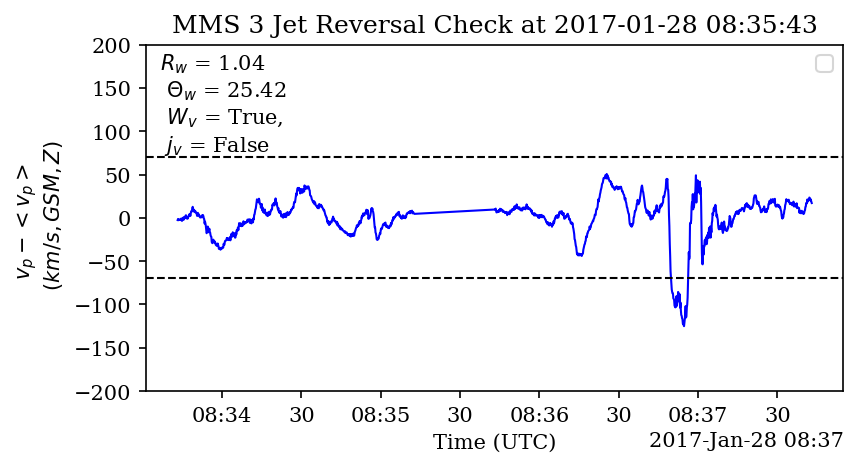 MMS 3 Jet Reversal Check at 2017-01-28 08:35:43
R_w = 1.04
Θ_w = 25.42
W_v = True,
j_v = False
v_p − < v_p >
(km/s, GSM, Z)
200
150
100
50
0
−50
−100
−150
−200
08:34 30 08:35 30 08:36 30 08:37 30
Time (UTC)
2017-Jan-28 08:37